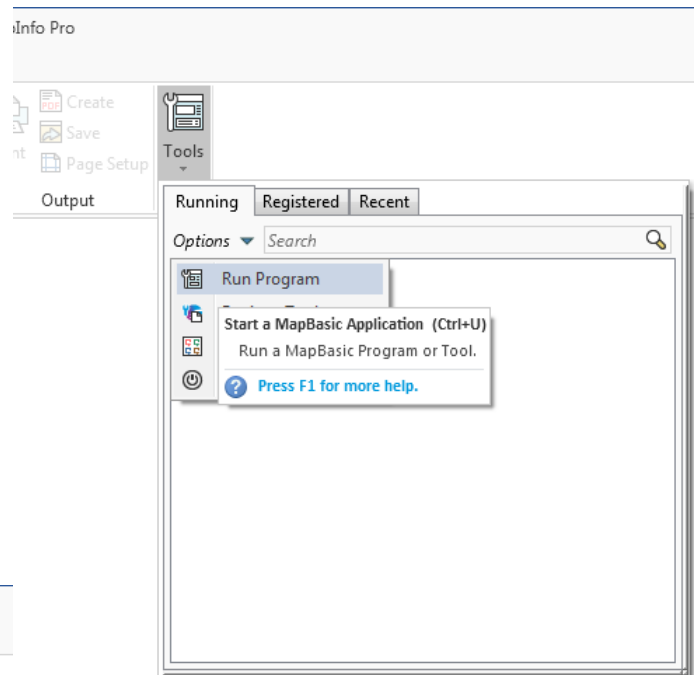 Info Pro
Create
Save
Page Setup
Output
Tools
Running Registered Recent
Options Search
Run Program
Start a MapBasic Application (Ctrl+U)
Run a MapBasic Program or Tool.
Press F1 for more help.